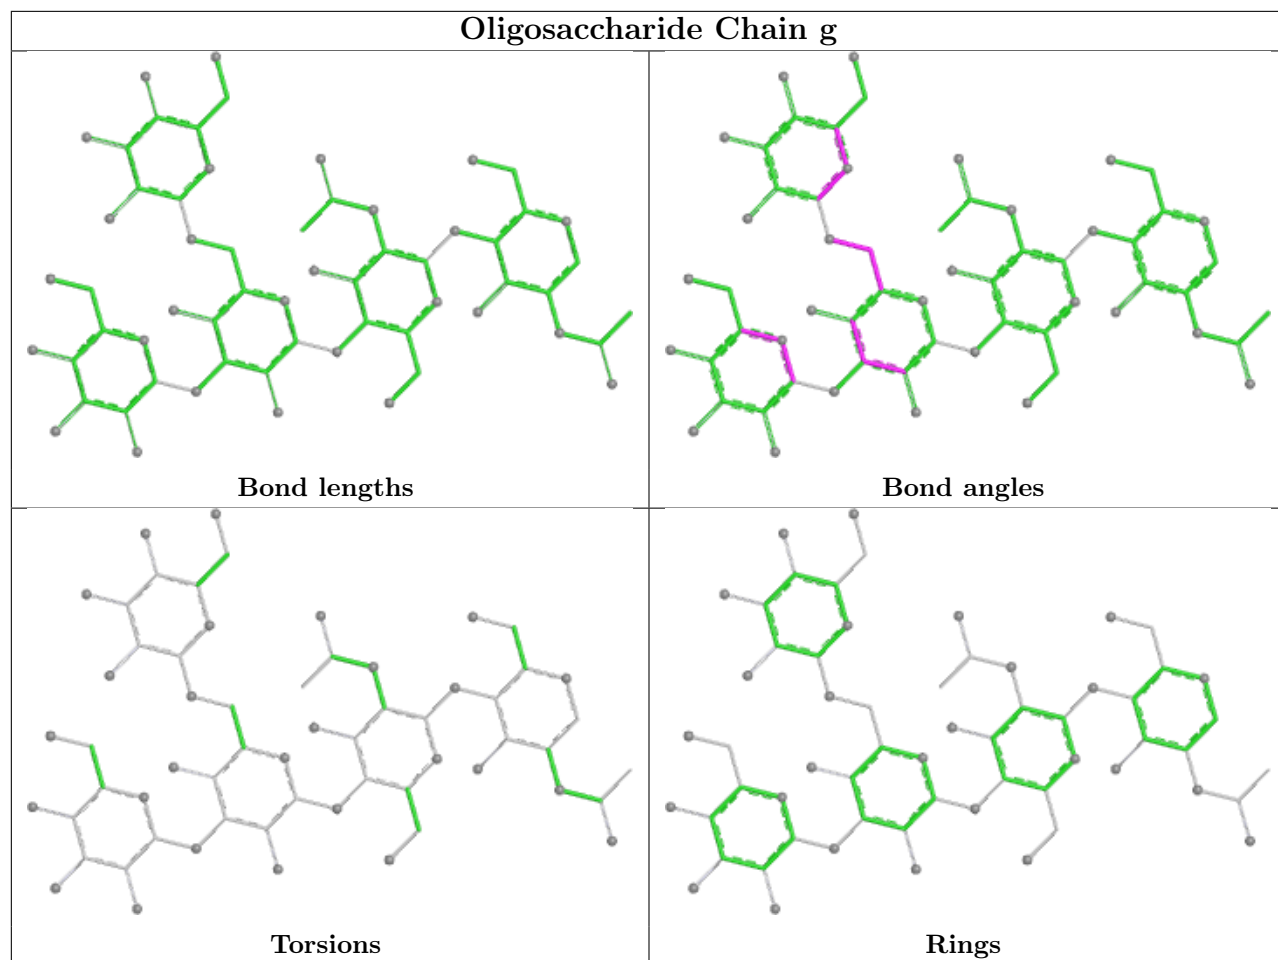 Oligosaccharide Chain g
Bond lengths
Bond angles
Torsions
Rings